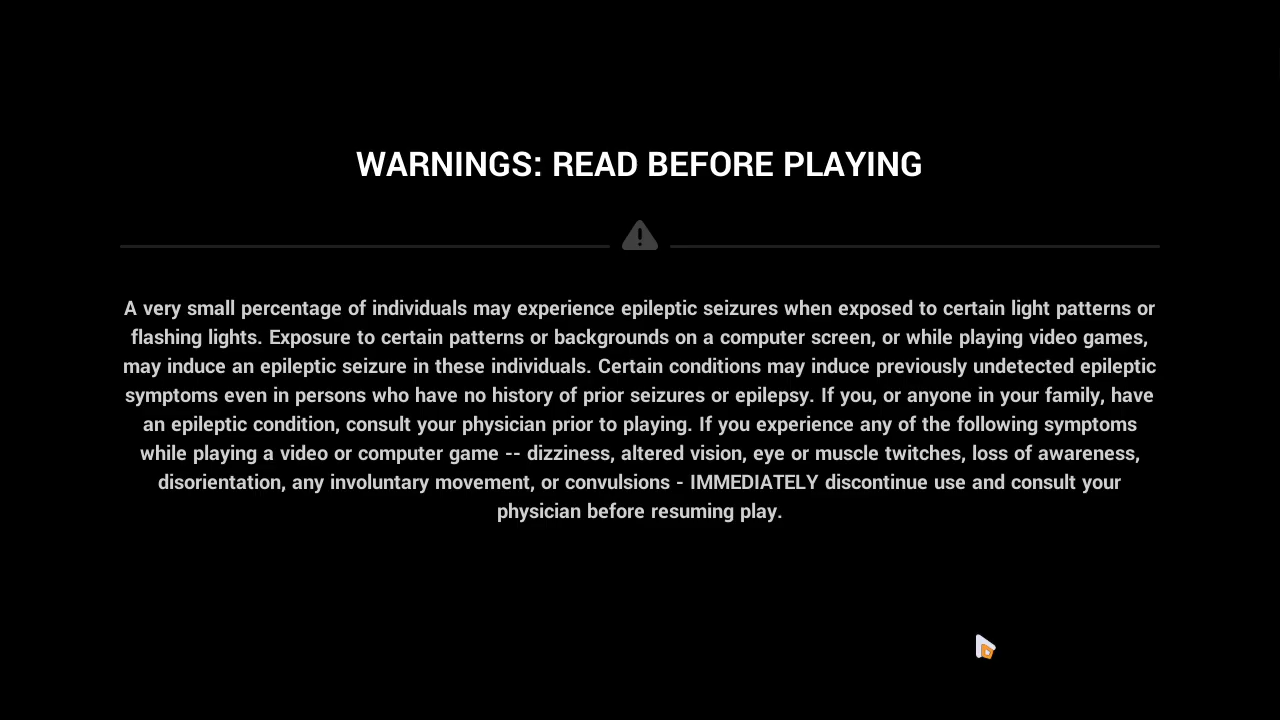 WARNINGS: READ BEFORE PLAYING
A very small percentage of individuals may experience epileptic seizures when exposed to certain light patterns or
flashing lights. Exposure to certain patterns or backgrounds on a computer screen, or while playing video games,
may induce an epileptic seizure in these individuals. Certain conditions may induce previously undetected epileptic
symptoms even in persons who have no history of prior seizures or epilepsy. If you, or anyone in your family, have
an epileptic condition, consult your physician prior to playing. If you experience any of the following symptoms
while playing a video or computer game -- dizziness, altered vision, eye or muscle twitches, loss of awareness,
disorientation, any involuntary movement, or convulsions - IMMEDIATELY discontinue use and consult your
physician before resuming play.